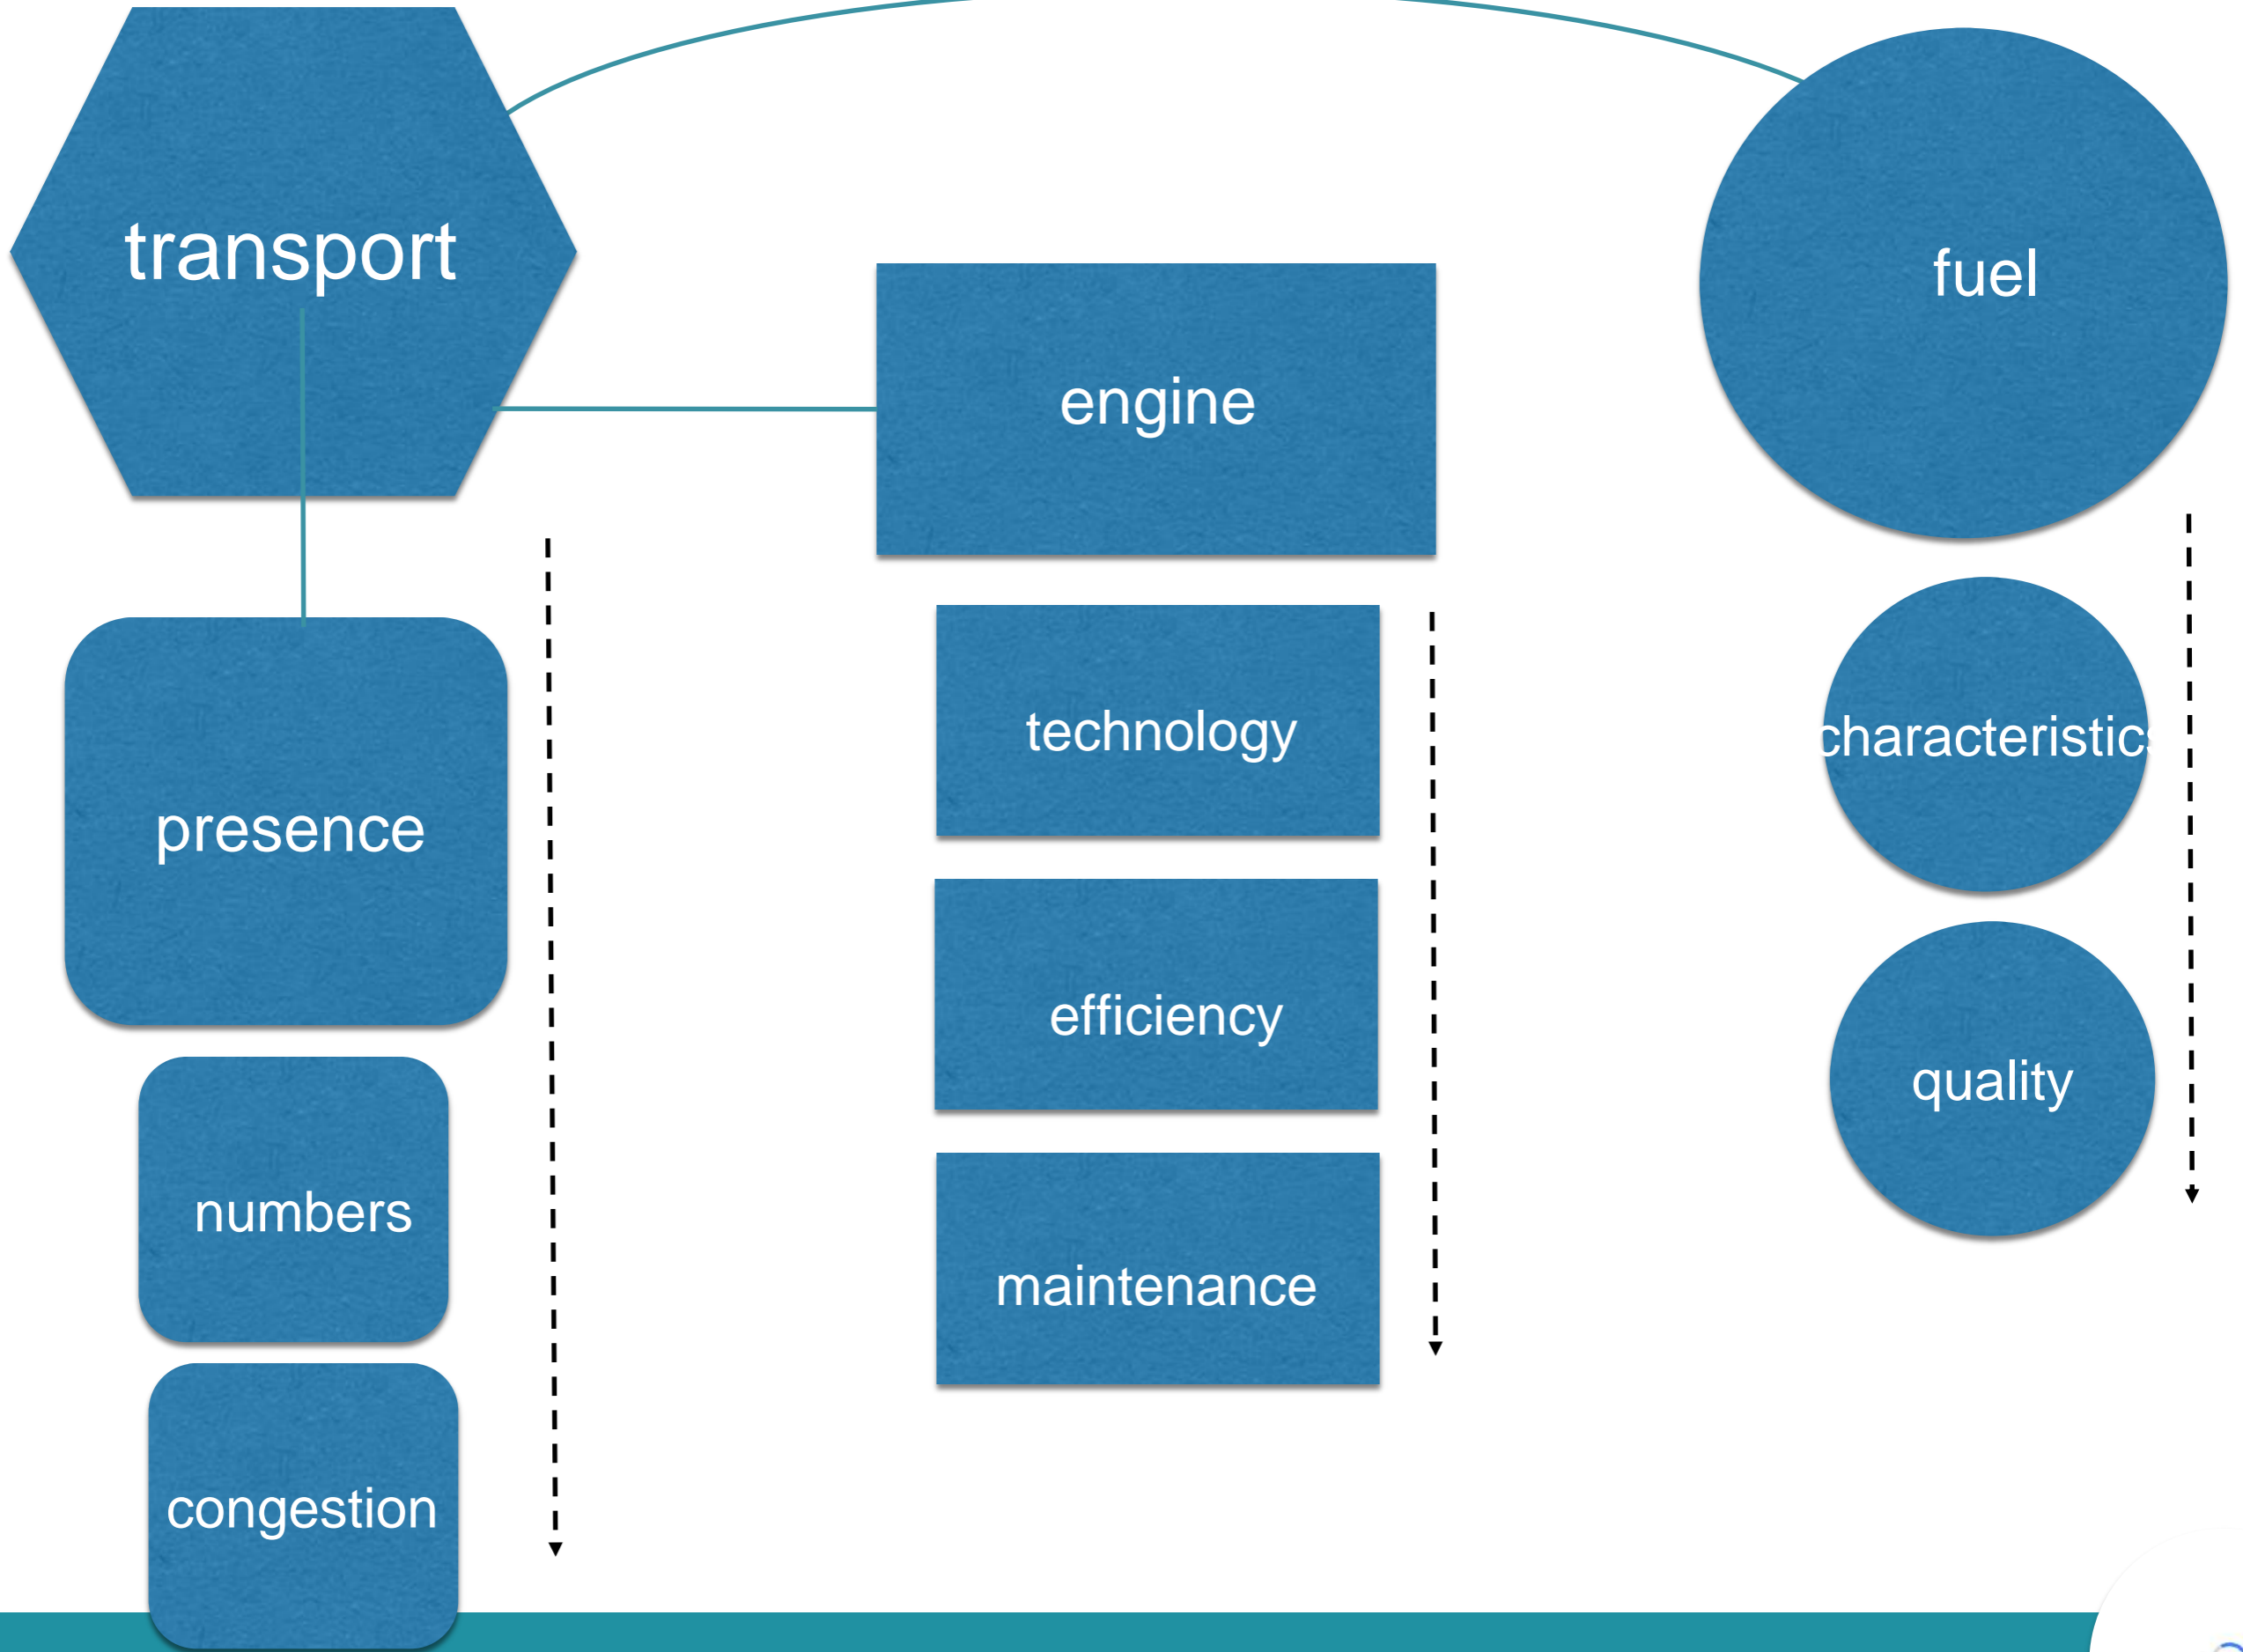 transport
presence
numbers
congestion
engine
technology
efficiency
maintenance
fuel
characteristics
quality